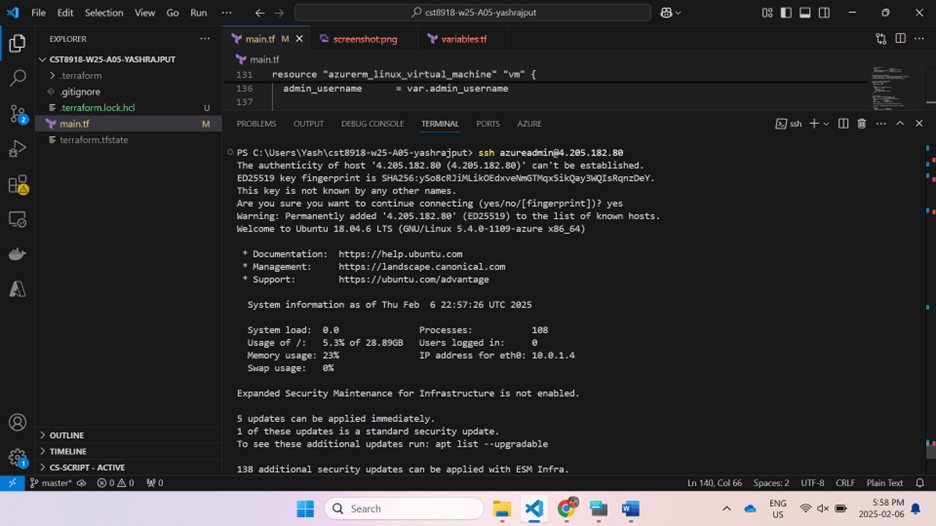 File Edit Selection View Go Run ··· cst8918-w25-A05-yashrajput
EXPLORER ···
CST8918-W25-A05-YASHRAJPUT
.terraform
.gitignore
.terraform.lock.hcl U
main.tf M
terraform.tfstate
OUTLINE
TIMELINE
CS-SCRIPT - ACTIVE
main.tf M screenshot.png variables.tf
main.tf
131 resource "azurerm_linux_virtual_machine" "vm" {
136 admin_username = var.admin_username
137
PROBLEMS OUTPUT DEBUG CONSOLE TERMINAL PORTS AZURE ssh
PS C:\Users\Yash\cst8918-w25-A05-yashrajput> ssh azureadmin@4.205.182.80
The authenticity of host '4.205.182.80 (4.205.182.80)' can't be established.
ED25519 key fingerprint is SHA256:ySo8cRJiMLikOEdxveNmGTMqx5ikQay3WQIsRqnzDeY.
This key is not known by any other names.
Are you sure you want to continue connecting (yes/no/[fingerprint])? yes
Warning: Permanently added '4.205.182.80' (ED25519) to the list of known hosts.
Welcome to Ubuntu 18.04.6 LTS (GNU/Linux 5.4.0-1109-azure x86_64)
* Documentation: https://help.ubuntu.com
* Management: https://landscape.canonical.com
* Support: https://ubuntu.com/advantage
System information as of Thu Feb 6 22:57:26 UTC 2025
System load: 0.0 Processes: 108
Usage of /: 5.3% of 28.89GB Users logged in: 0
Memory usage: 23% IP address for eth0: 10.0.1.4
Swap usage: 0%
Expanded Security Maintenance for Infrastructure is not enabled.
5 updates can be applied immediately.
1 of these updates is a standard security update.
To see these additional updates run: apt list --upgradable
138 additional security updates can be applied with ESM Infra.
master* 0 0 0 Ln 140, Col 66 Spaces: 2 UTF-8 CRLF Plain Text
Search ENG US 5:58 PM 2025-02-06